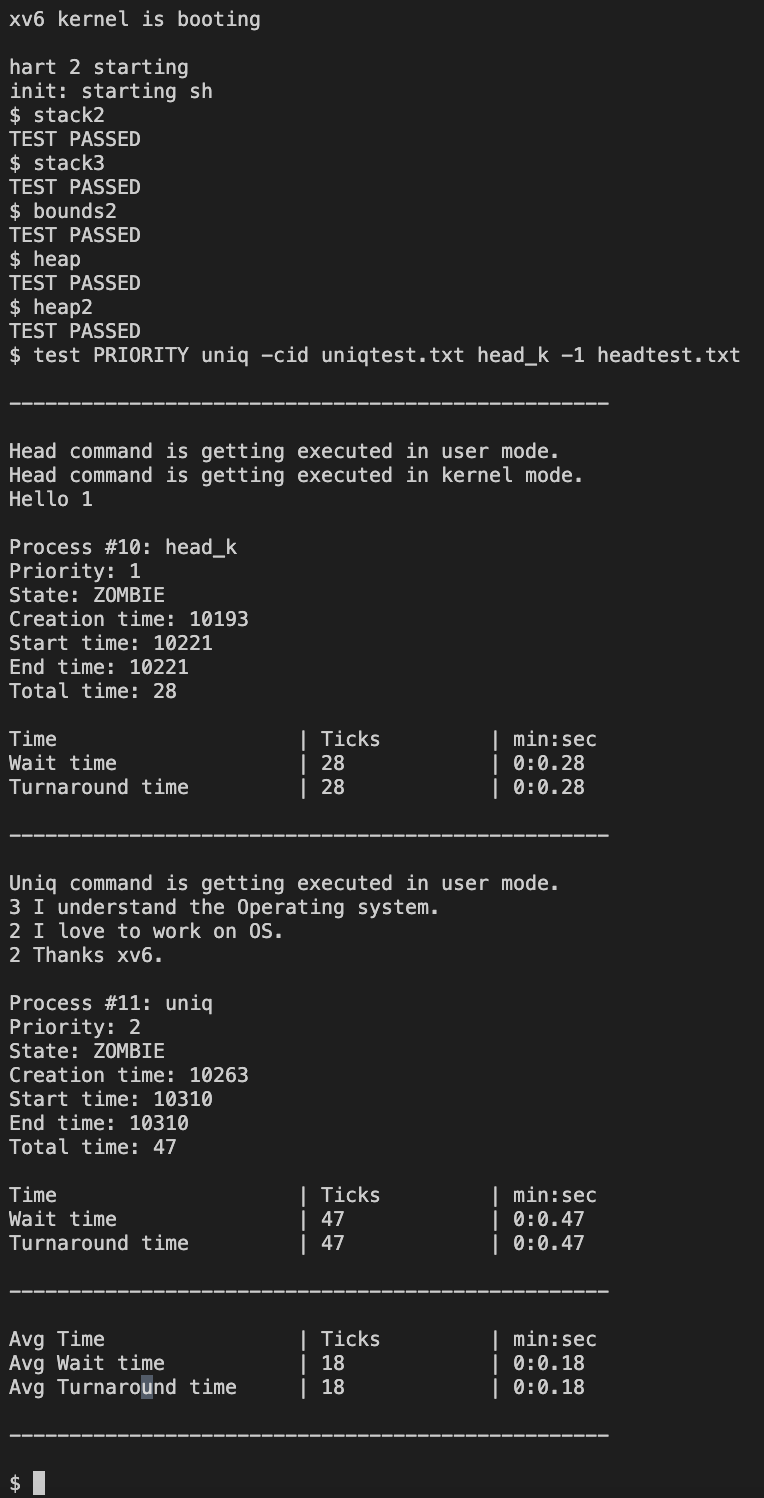 xv6 kernel is booting
hart 2 starting
init: starting sh
$ stack2
TEST PASSED
$ stack3
TEST PASSED
$ bounds2
TEST PASSED
$ heap
TEST PASSED
$ heap2
TEST PASSED
$ test PRIORITY uniq -cid uniqtest.txt head_k -1 headtest.txt
--------------------------------------------------
Head command is getting executed in user mode.
Head command is getting executed in kernel mode.
Hello 1
Process #10: head_k
Priority: 1
State: ZOMBIE
Creation time: 10193
Start time: 10221
End time: 10221
Total time: 28
Time | Ticks | min:sec
Wait time | 28 | 0:0.28
Turnaround time | 28 | 0:0.28
--------------------------------------------------
Uniq command is getting executed in user mode.
3 I understand the Operating system.
2 I love to work on OS.
2 Thanks xv6.
Process #11: uniq
Priority: 2
State: ZOMBIE
Creation time: 10263
Start time: 10310
End time: 10310
Total time: 47
Time | Ticks | min:sec
Wait time | 47 | 0:0.47
Turnaround time | 47 | 0:0.47
--------------------------------------------------
Avg Time | Ticks | min:sec
Avg Wait time | 18 | 0:0.18
Avg Turnaround time | 18 | 0:0.18
--------------------------------------------------
$